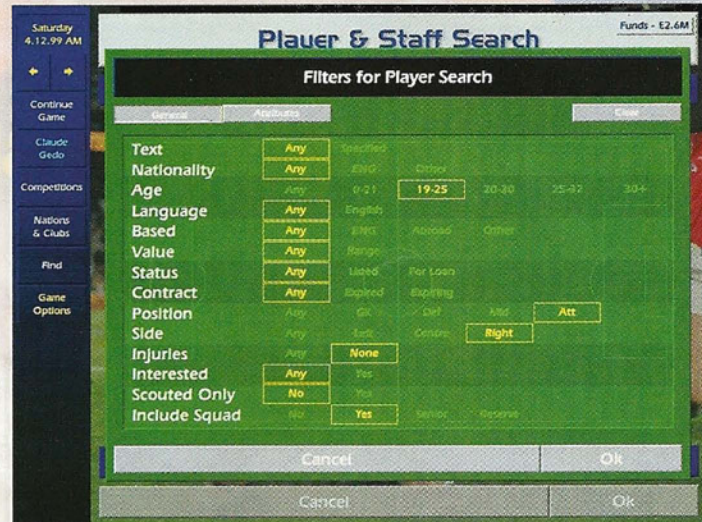 Saturday
4.12.99 AM
Continue
Game
Claude
Gedo
Competitions
Nations
& Clubs
Find
Game
Options
Player & Staff Search
Funds - £2.6M
Filters for Player Search
General Attributes Clear
Text Any Specified
Nationality Any ENG Other
Age Any 0-21 19-25 20-30 25-32 30+
Language Any English
Based Any ENG Abroad Other
Value Any Range
Status Any Listed For Loan
Contract Any Expired Expiring
Position Any GK Def Mid Att
Side Any Left Centre Right
Injuries Any None
Interested Any Yes
Scouted Only No Yes
Include Squad No Yes Senior Reserve
Cancel Ok
Cancel Ok